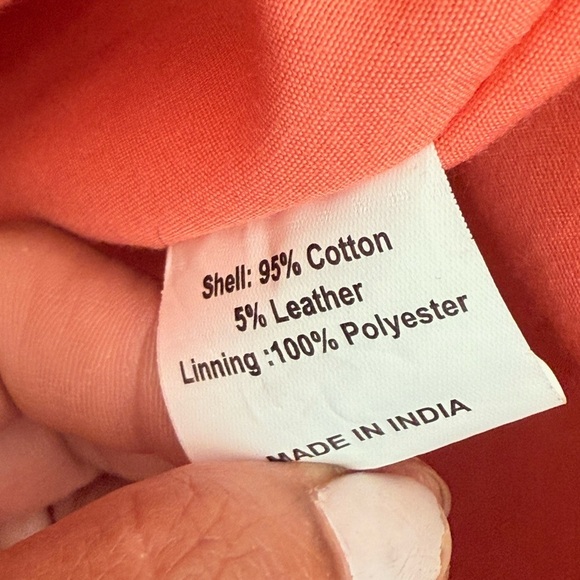 Shell: 95% Cotton
5% Leather
Linning :100% Polyester
MADE IN INDIA